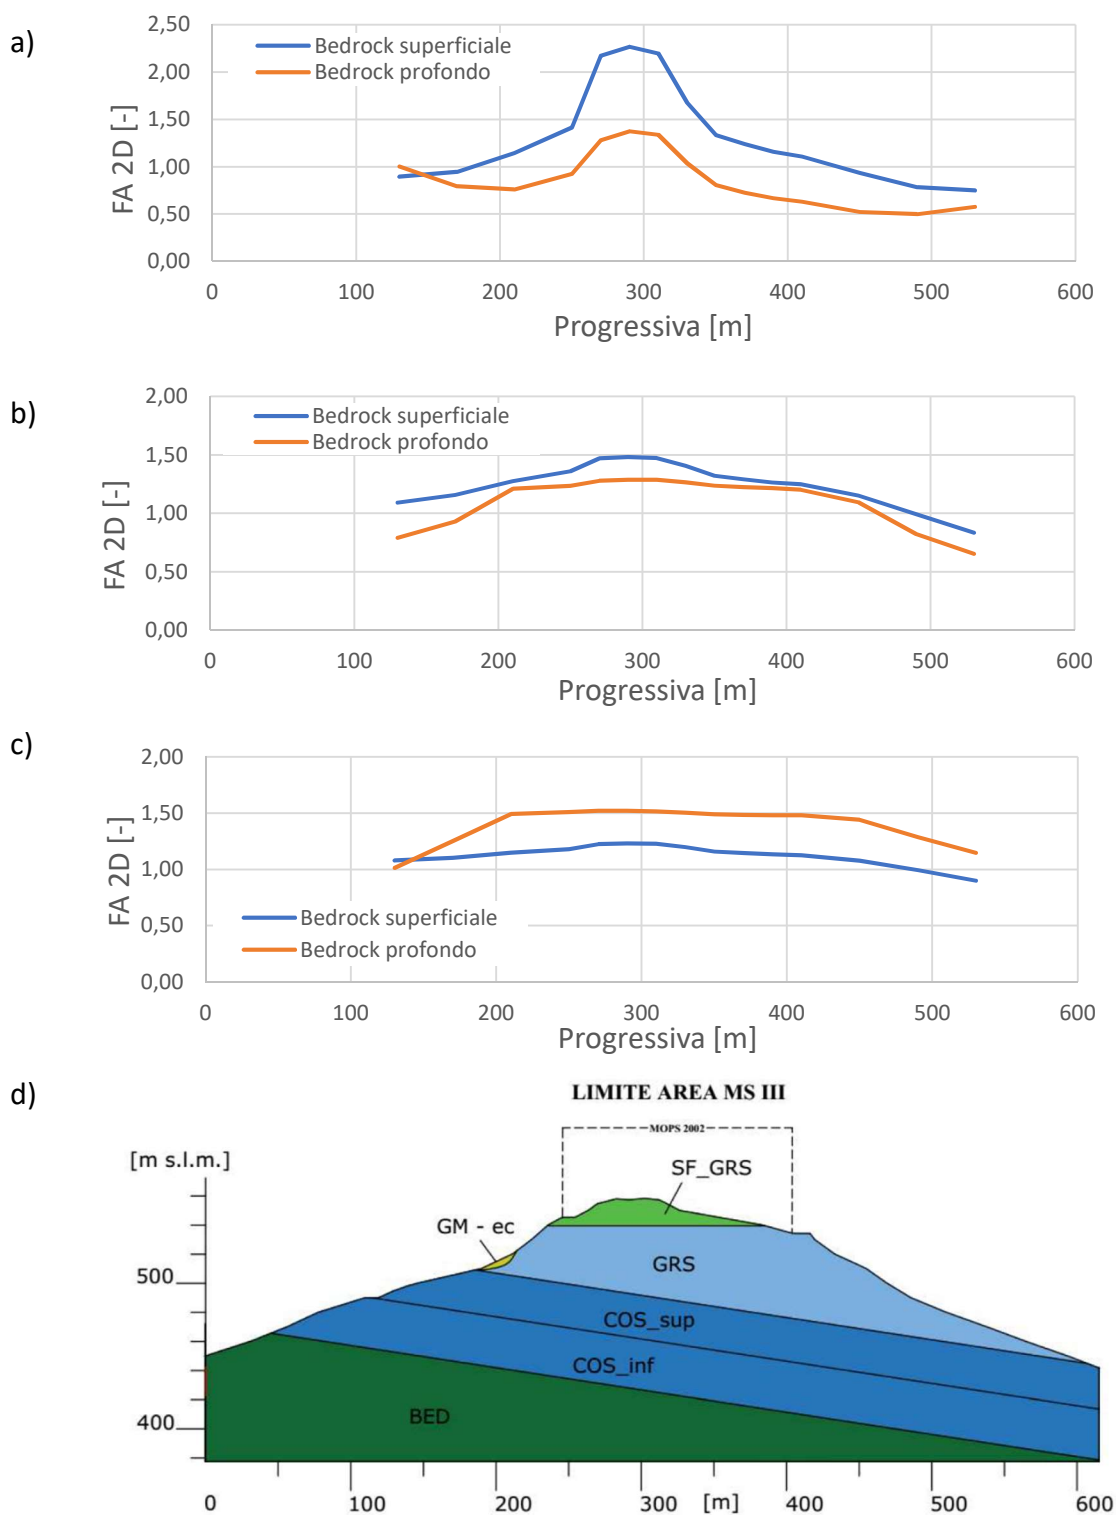 a)
FA 2D [-]
2,50
2,00
1,50
1,00
0,50
0,00
Bedrock superficiale
Bedrock profondo
0 100 200 300 400 500 600
Progressiva [m]
b)
FA 2D [-]
2,00
1,50
1,00
0,50
0,00
Bedrock superficiale
Bedrock profondo
0 100 200 300 400 500 600
Progressiva [m]
c)
FA 2D [-]
2,00
1,50
1,00
0,50
0,00
Bedrock superficiale
Bedrock profondo
0 100 200 300 400 500 600
Progressiva [m]
d)
LIMITE AREA MS III
MOPS 2002
[m s.l.m.]
SF_GRS
GM - ec
GRS
500
COS_sup
COS_inf
BED
400
0 100 200 300 [m] 400 500 600